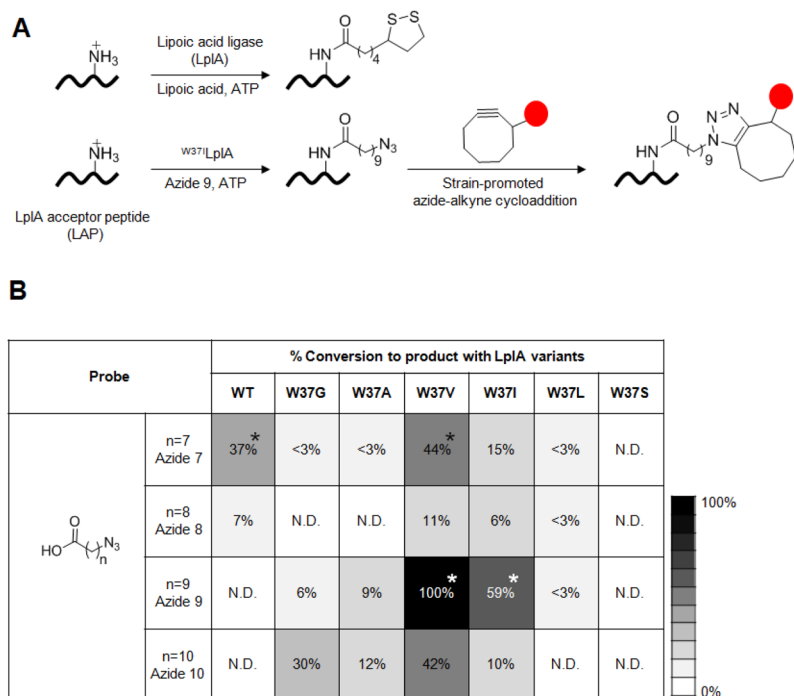 A
NH3
+
Lipoic acid ligase
(LplA)
Lipoic acid, ATP
O
HN
4
S-S
NH3
+
LplA acceptor peptide
(LAP)
W37ILplA
Azide 9, ATP
O
HN
N3
9
Strain-promoted
azide-alkyne cycloaddition
O
HN
9
N
N=N
B
Probe
% Conversion to product with LplA variants
WT W37G W37A W37V W37I W37L W37S
n=7
Azide 7
37%* <3% <3% 44%* 15% <3% N.D.
n=8
Azide 8
7% N.D. N.D. 11% 6% <3% N.D.
O
HO
N3
n
n=9
Azide 9
N.D. 6% 9% 100%* 59%* <3% N.D.
n=10
Azide 10
N.D. 30% 12% 42% 10% N.D. N.D.
100%
0%